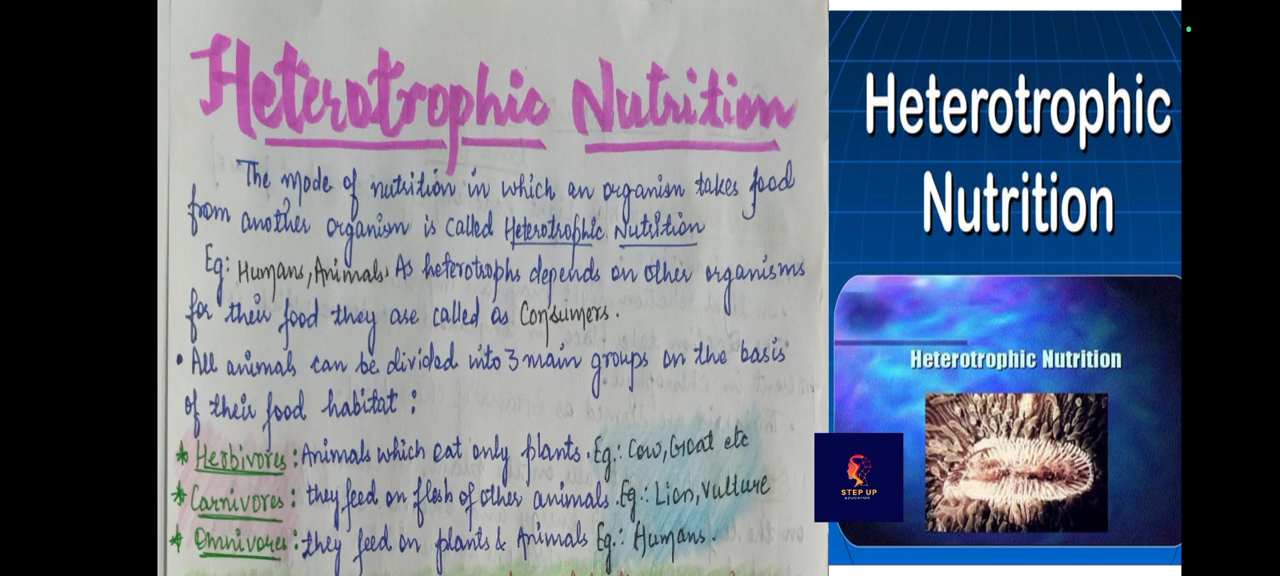 Heterotrophic Nutrition
The mode of nutrition in which an organism takes food
from another organism is called Heterotrophic Nutrition
Eg: Humans, Animals. As heterotrophs depends on other organisms
for their food they are called as Consumers.
• All animals can be divided into 3 main groups on the basis
of their food habitat :
* Herbivores : Animals which eat only plants. Eg.: Cow, Goat etc
* Carnivores : they feed on flesh of other animals. Eg.: Lion, Vulture
* Omnivores : they feed on plants & Animals Eg.: Humans.
Heterotrophic
Nutrition
Heterotrophic Nutrition
STEP UP
EDUCATION